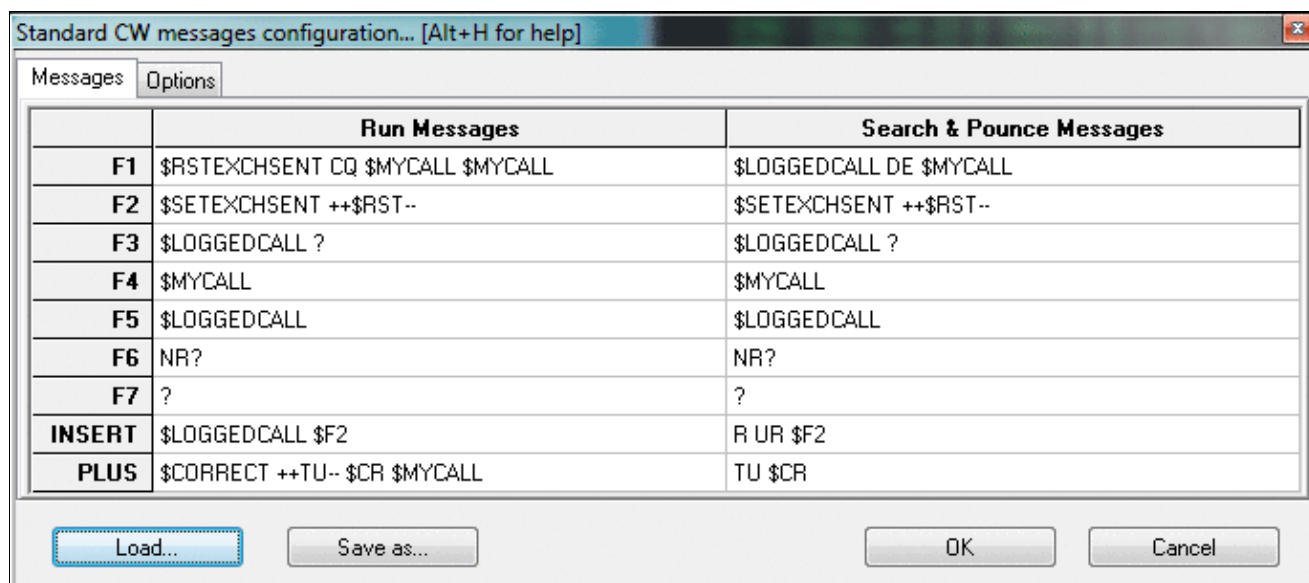 Standard CW messages configuration... [Alt+H for help]
Messages Options
Run Messages Search & Pounce Messages
F1 $RSTEXCHSENT CQ $MYCALL $MYCALL $LOGGEDCALL DE $MYCALL
F2 $SETEXCHSENT ++$RST-- $SETEXCHSENT ++$RST--
F3 $LOGGEDCALL ? $LOGGEDCALL ?
F4 $MYCALL $MYCALL
F5 $LOGGEDCALL $LOGGEDCALL
F6 NR? NR?
F7 ? ?
INSERT $LOGGEDCALL $F2 R UR $F2
PLUS $CORRECT ++TU-- $CR $MYCALL TU $CR
Load... Save as... OK Cancel